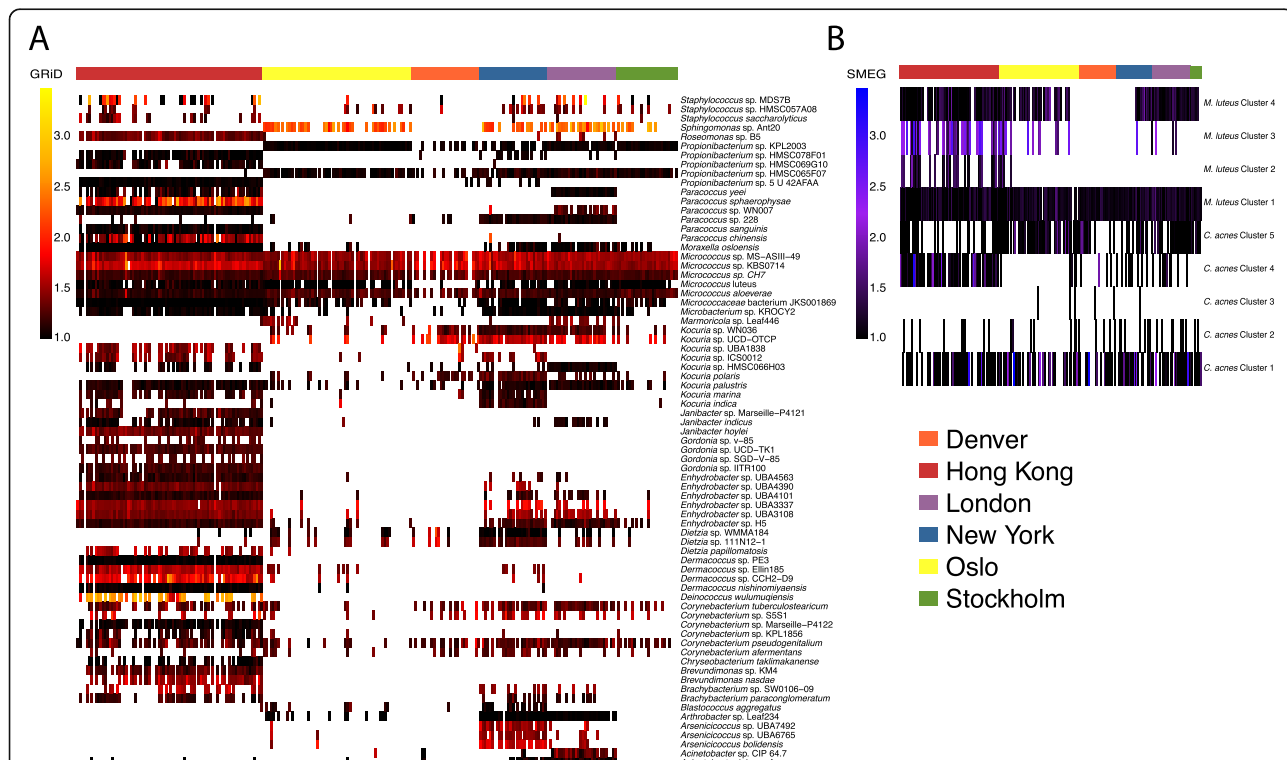 A
B
GRiD
3.0
2.5
2.0
1.5
1.0
Staphylococcus sp. MDS7B
Staphylococcus sp. HMSC057A08
Staphylococcus saccharolyticus
Sphingomonas sp. Ant20
Roseomonas sp. B5
Propionibacterium sp. KPL2003
Propionibacterium sp. HMSC078F01
Propionibacterium sp. HMSC069G10
Propionibacterium sp. HMSC065F07
Propionibacterium sp. 5 U 42AFAA
Paracoccus yeei
Paracoccus sphaerophysae
Paracoccus sp. WN007
Paracoccus sp. 228
Paracoccus sanguinis
Paracoccus chinensis
Moraxella osloensis
Micrococcus sp. MS-ASIII-49
Micrococcus sp. KBS0714
Micrococcus sp. CH7
Micrococcus luteus
Micrococcus aloeverae
Micrococcaceae bacterium JKS001869
Microbacterium sp. KROCY2
Marmoricola sp. Leaf446
Kocuria sp. WN036
Kocuria sp. UCD-OTCP
Kocuria sp. UBA1838
Kocuria sp. ICS0012
Kocuria sp. HMSC066H03
Kocuria polaris
Kocuria palustris
Kocuria marina
Kocuria indica
Janibacter sp. Marseille-P4121
Janibacter indicus
Janibacter hoylei
Gordonia sp. v-85
Gordonia sp. UCD-TK1
Gordonia sp. SGD-V-85
Gordonia sp. IITR100
Enhydrobacter sp. UBA4563
Enhydrobacter sp. UBA4390
Enhydrobacter sp. UBA4101
Enhydrobacter sp. UBA3337
Enhydrobacter sp. UBA3108
Enhydrobacter sp. H5
Dietzia sp. WMMA184
Dietzia sp. 111N12-1
Dietzia papillomatosis
Dermacoccus sp. PE3
Dermacoccus sp. Ellin185
Dermacoccus sp. CCH2-D9
Dermacoccus nishinomiyaensis
Deinococcus wulumuqiensis
Corynebacterium tuberculostearicum
Corynebacterium sp. S5S1
Corynebacterium sp. Marseille-P4122
Corynebacterium sp. KPL1856
Corynebacterium pseudogenitalium
Corynebacterium afermentans
Chryseobacterium taklimakanense
Brevundimonas sp. KM4
Brevundimonas nasdae
Brachybacterium sp. SW0106-09
Brachybacterium paraconglomeratum
Blastococcus aggregatus
Arthrobacter sp. Leaf234
Arsenicicoccus sp. UBA7492
Arsenicicoccus sp. UBA6765
Arsenicicoccus bolidensis
Acinetobacter sp. CIP 64.7
SMEG
3.0
2.5
2.0
1.5
1.0
M. luteus Cluster 4
M. luteus Cluster 3
M. luteus Cluster 2
M. luteus Cluster 1
C. acnes Cluster 5
C. acnes Cluster 4
C. acnes Cluster 3
C. acnes Cluster 2
C. acnes Cluster 1
Denver
Hong Kong
London
New York
Oslo
Stockholm